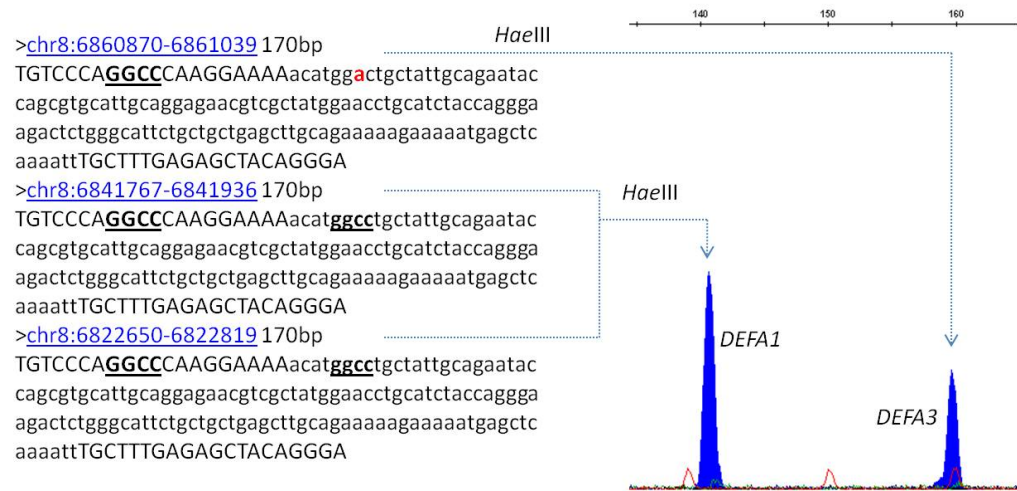 >chr8:6860870-6861039 170bp
TGTCCCAGGCCCAAGGAAAAacatggactgctattgcagaatac
cagcgtgcattgcaggagaacgtcgctatggaacctgcatctaccaggga
agactctgggcattctgctgctgagcttgcagaaaaagaaaaatgagctc
aaaattTGCTTTGAGAGCTACAGGGA
>chr8:6841767-6841936 170bp
TGTCCCAGGCCCAAGGAAAAacatggcctgctattgcagaatac
cagcgtgcattgcaggagaacgtcgctatggaacctgcatctaccaggga
agactctgggcattctgctgctgagcttgcagaaaaagaaaaatgagctc
aaaattTGCTTTGAGAGCTACAGGGA
>chr8:6822650-6822819 170bp
TGTCCCAGGCCCAAGGAAAAacatggcctgctattgcagaatac
cagcgtgcattgcaggagaacgtcgctatggaacctgcatctaccaggga
agactctgggcattctgctgctgagcttgcagaaaaagaaaaatgagctc
aaaattTGCTTTGAGAGCTACAGGGA
HaeIII
HaeIII
140 150 160
DEFA1
DEFA3